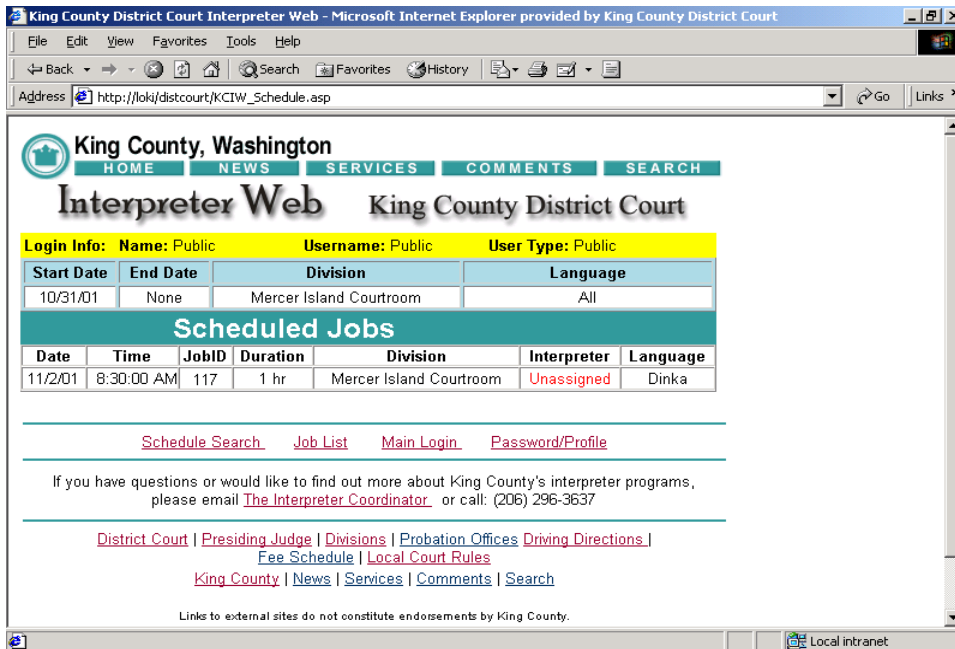 King County District Court Interpreter Web - Microsoft Internet Explorer provided by King County District Court
File Edit View Favorites Tools Help
Back Search Favorites History
Address http://loki/distcourt/KCIW_Schedule.asp Go Links
King County, Washington
HOME NEWS SERVICES COMMENTS SEARCH
Interpreter Web King County District Court
Login Info: Name: Public Username: Public User Type: Public
Start Date End Date Division Language
10/31/01 None Mercer Island Courtroom All
Scheduled Jobs
Date Time JobID Duration Division Interpreter Language
11/2/01 8:30:00 AM 117 1 hr Mercer Island Courtroom Unassigned Dinka
Schedule Search Job List Main Login Password/Profile
If you have questions or would like to find out more about King County's interpreter programs,
please email The Interpreter Coordinator or call: (206) 296-3637
District Court | Presiding Judge | Divisions | Probation Offices Driving Directions |
Fee Schedule | Local Court Rules
King County | News | Services | Comments | Search
Links to external sites do not constitute endorsements by King County.
Local intranet